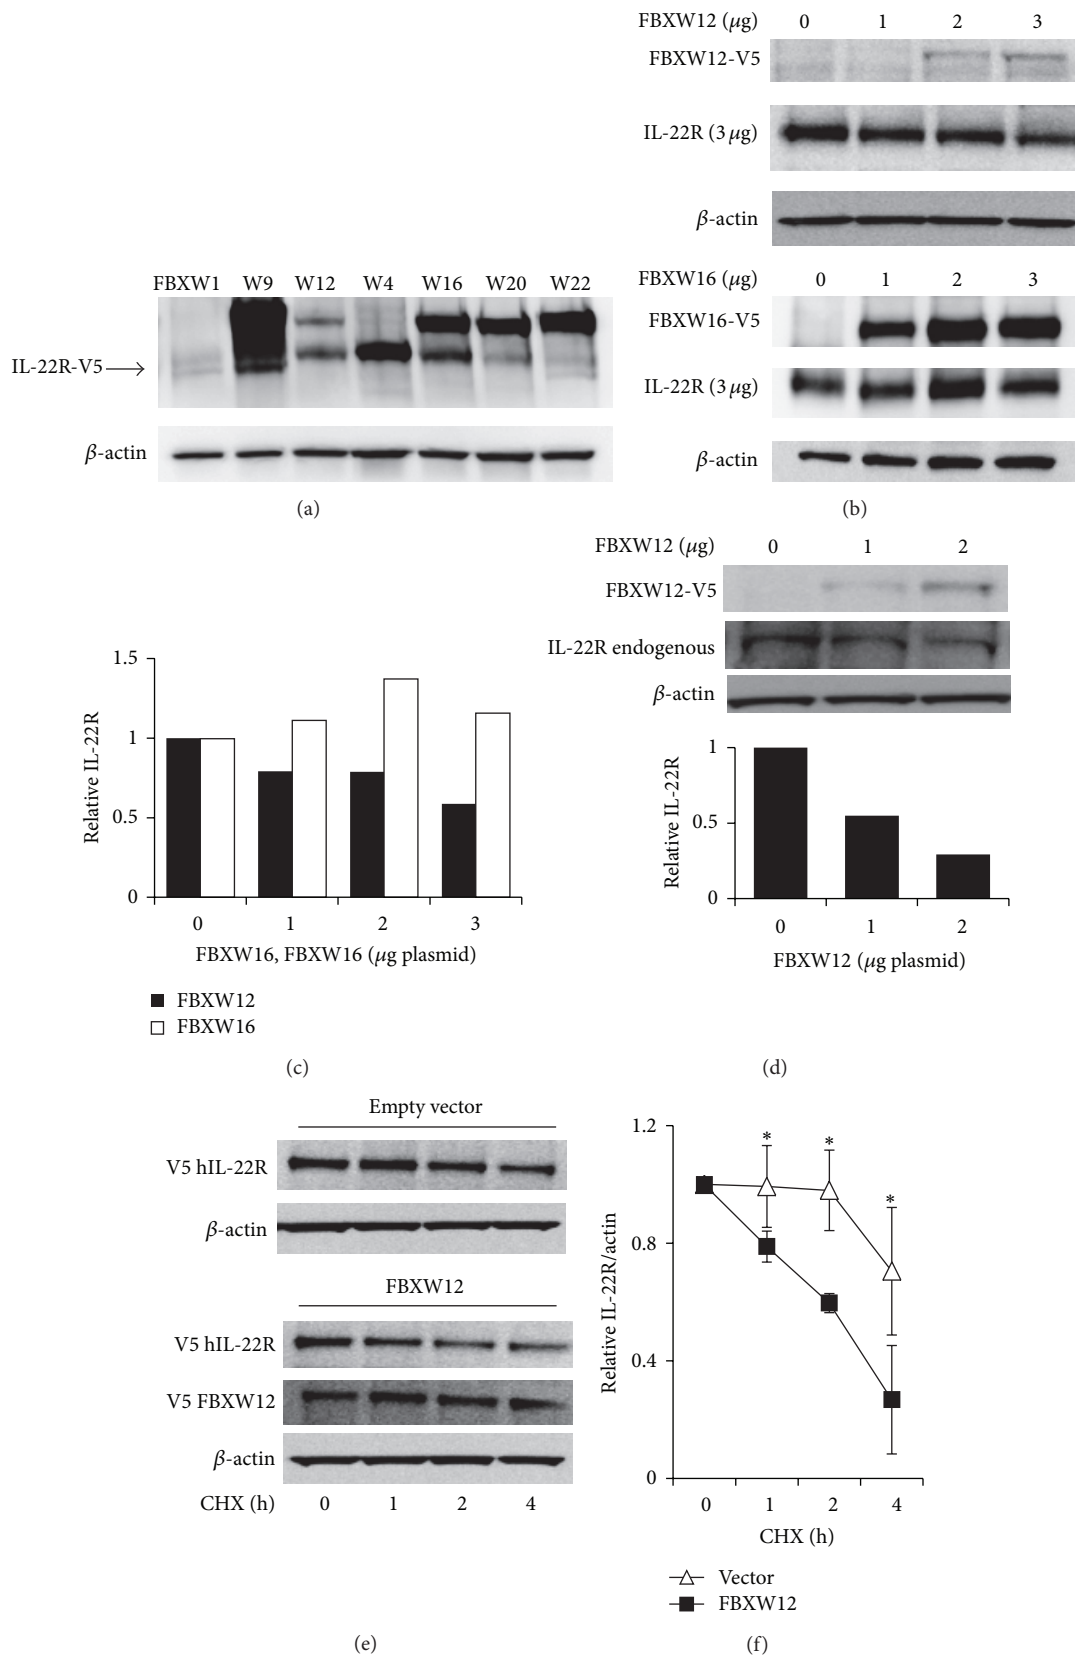 FBXW1 W9 W12 W4 W16 W20 W22
IL-22R-V5
β-actin
(a)
FBXW12 (μg) 0 1 2 3
FBXW12-V5
IL-22R (3 μg)
β-actin
FBXW16 (μg) 0 1 2 3
FBXW16-V5
IL-22R (3 μg)
β-actin
(b)
1.5
1
0.5
0
Relative IL-22R
0 1 2 3
FBXW16, FBXW16 (μg plasmid)
FBXW12
FBXW16
(c)
FBXW12 (μg) 0 1 2
FBXW12-V5
IL-22R endogenous
β-actin
1
0.5
0
Relative IL-22R
0 1 2
FBXW12 (μg plasmid)
(d)
Empty vector
V5 hIL-22R
β-actin
FBXW12
V5 hIL-22R
V5 FBXW12
β-actin
CHX (h) 0 1 2 4
(e)
1.2
0.8
0.4
0
Relative IL-22R/actin
* * *
0 1 2 4
CHX (h)
Vector
FBXW12
(f)